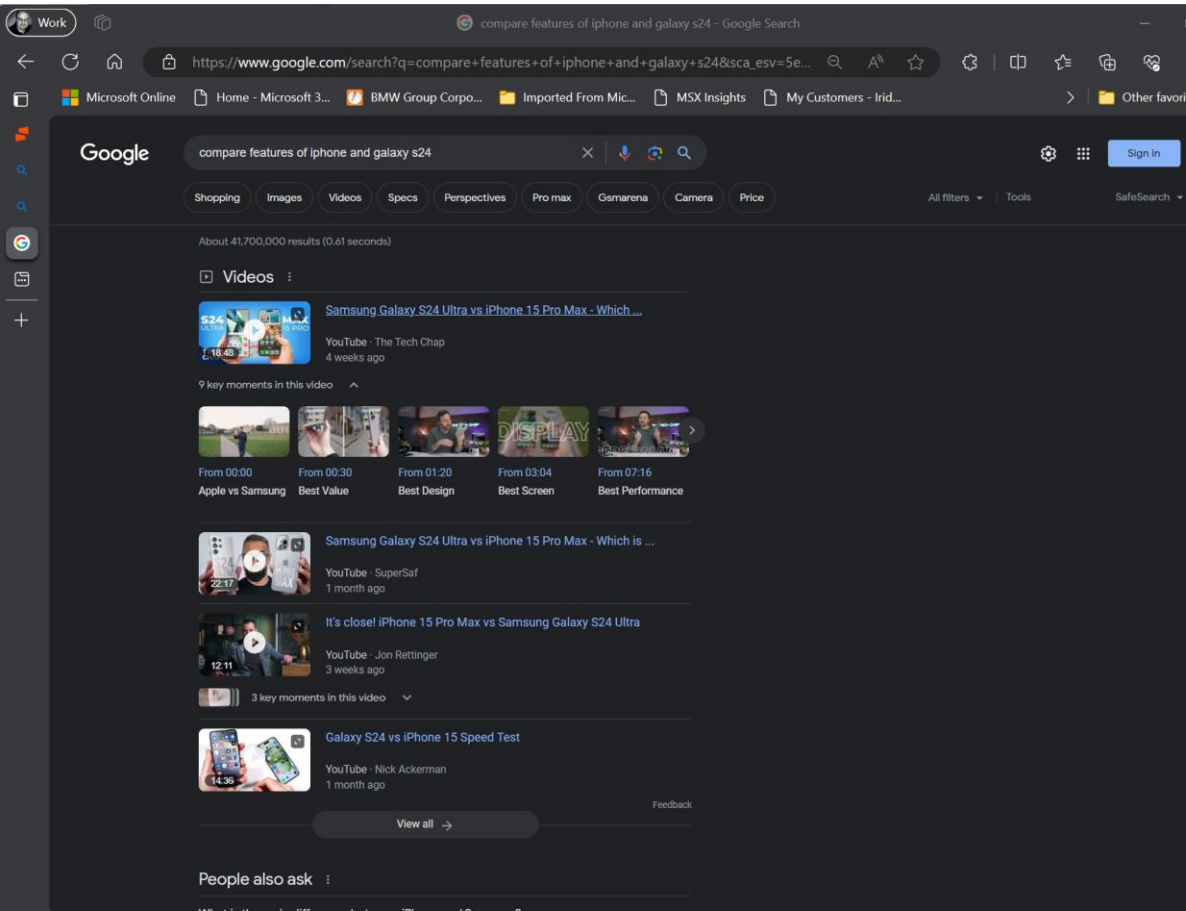 Work
compare features of iphone and galaxy s24 - Google Search
https://www.google.com/search?q=compare+features+of+iphone+and+galaxy+s24&sca_esv=5e...
Microsoft Online Home - Microsoft 3... BMW Group Corpo... Imported From Mic... MSX Insights My Customers - Irid... Other favori
Google
compare features of iphone and galaxy s24
Sign in
Shopping Images Videos Specs Perspectives Pro max Gsmarena Camera Price All filters Tools SafeSearch
About 41,700,000 results (0.61 seconds)
Videos
S24 ULTRA
18:48
Samsung Galaxy S24 Ultra vs iPhone 15 Pro Max - Which ...
YouTube · The Tech Chap
4 weeks ago
9 key moments in this video
DISPLAY
From 00:00 From 00:30 From 01:20 From 03:04 From 07:16
Apple vs Samsung Best Value Best Design Best Screen Best Performance
22:17
Samsung Galaxy S24 Ultra vs iPhone 15 Pro Max - Which is ...
YouTube · SuperSaf
1 month ago
12:11
It's close! iPhone 15 Pro Max vs Samsung Galaxy S24 Ultra
YouTube · Jon Rettinger
3 weeks ago
3 key moments in this video
14:36
Galaxy S24 vs iPhone 15 Speed Test
YouTube · Nick Ackerman
1 month ago
Feedback
View all
People also ask